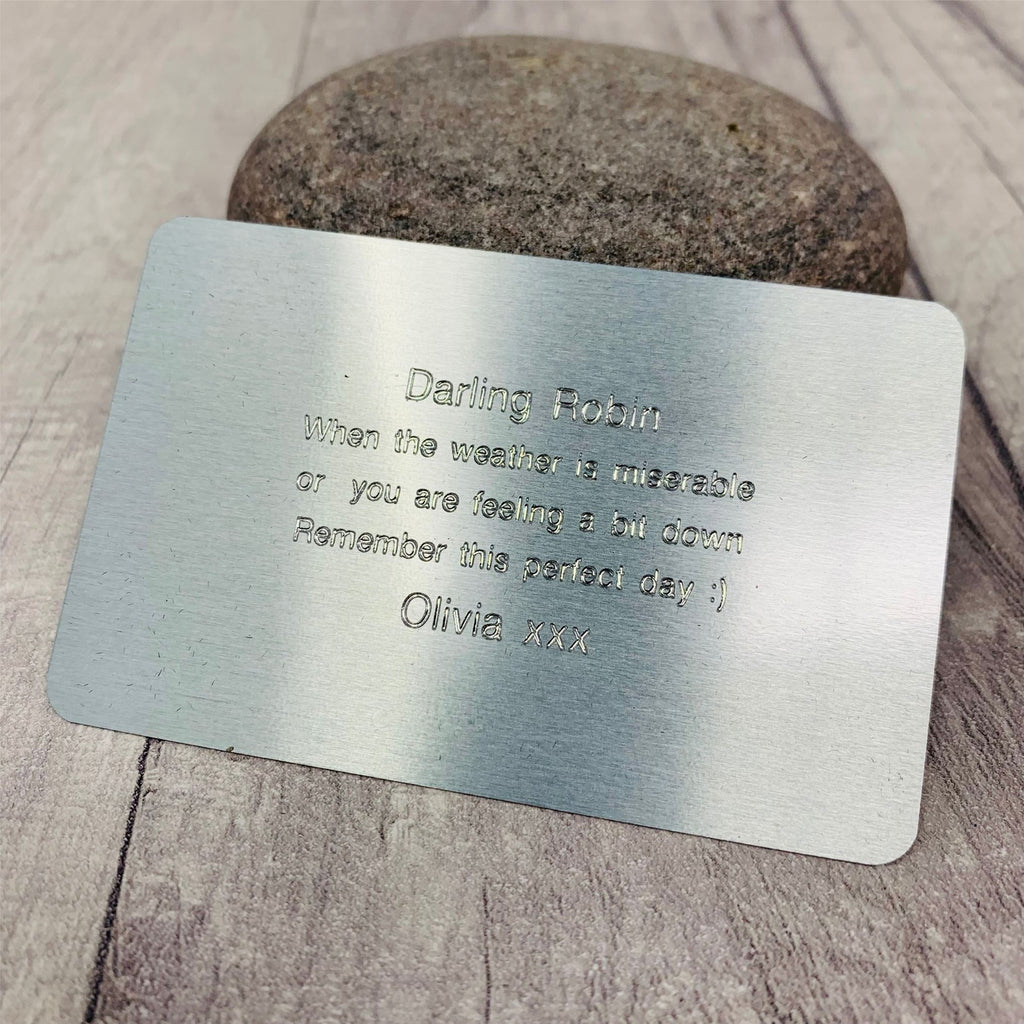 Darling Robin
When the weather is miserable
or  you are feeling a bit down
Remember this perfect day :)
Olivia xxx